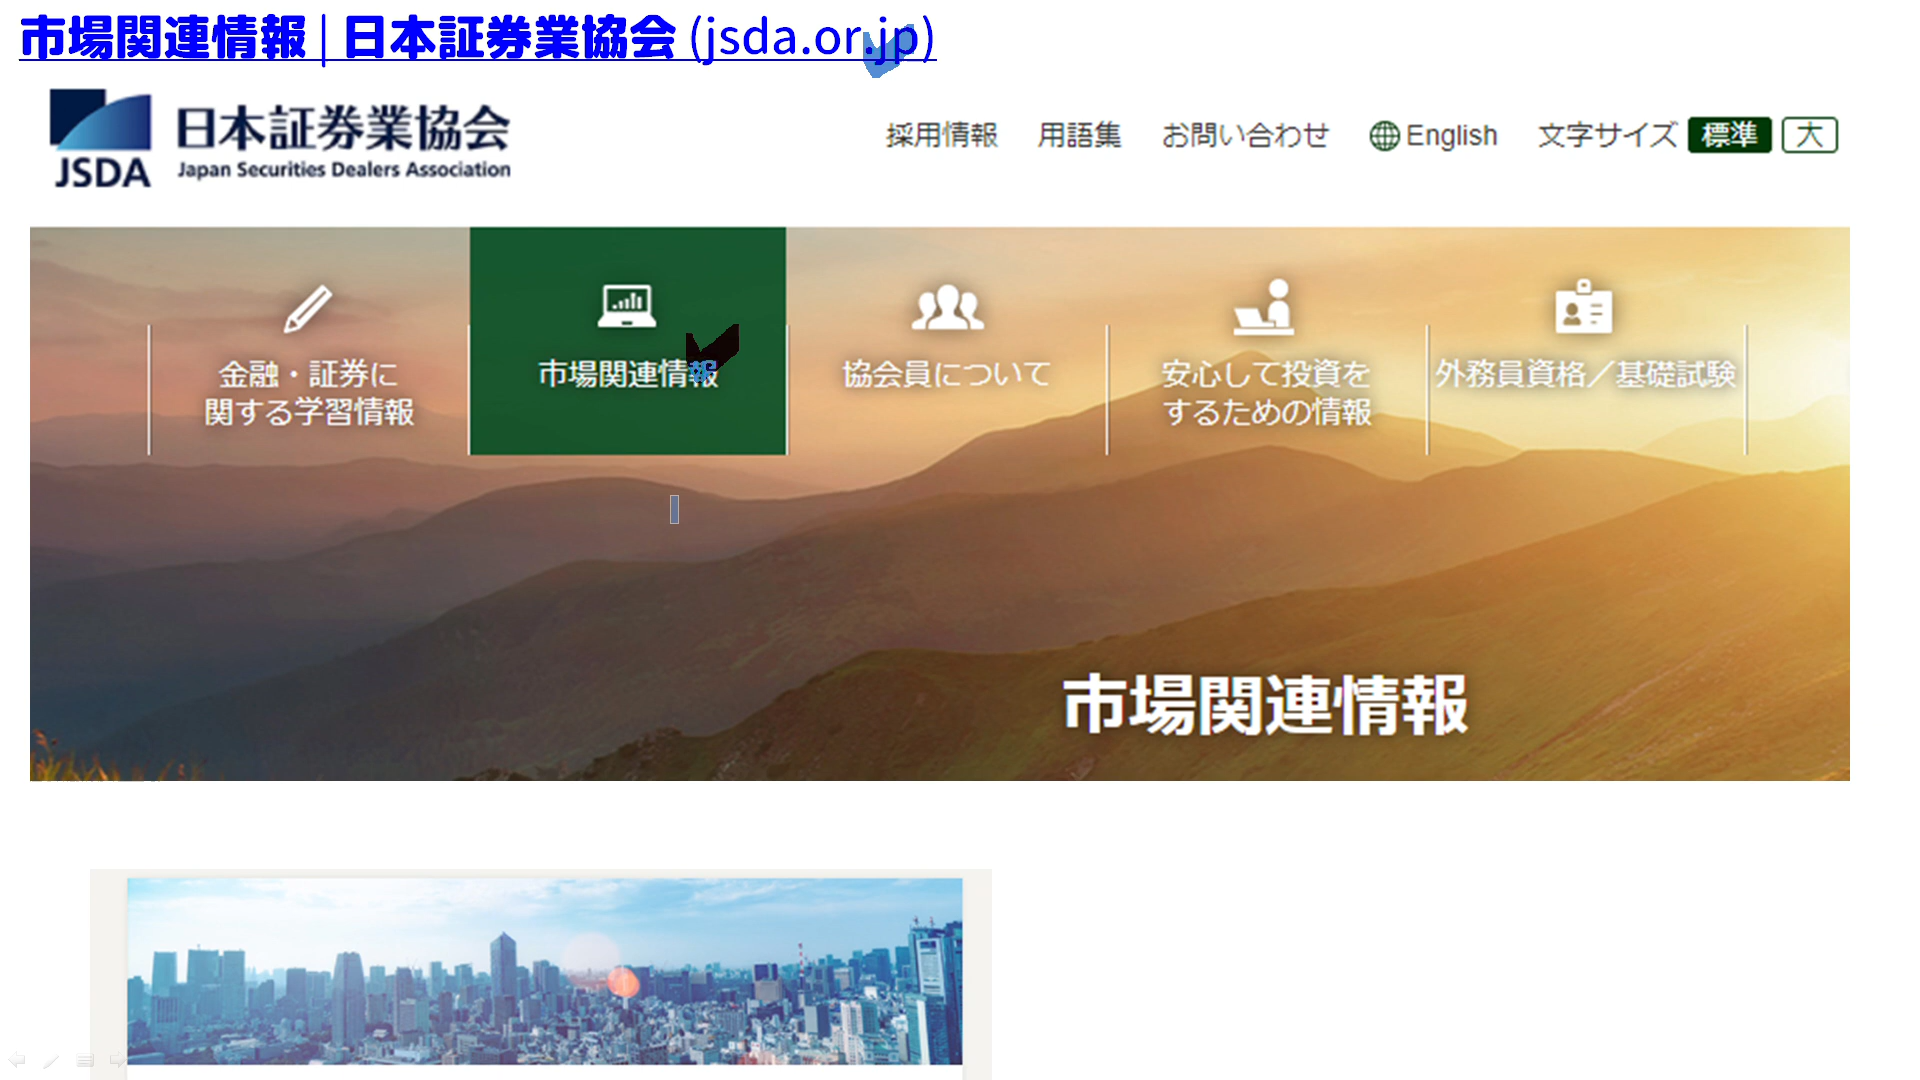 市場関連情報 | 日本証券業協会 (jsda.or.jp)
JSDA
日本証券業協会
Japan Securities Dealers Association
採用情報 用語集 お問い合わせ English 文字サイズ 標準 大
金融・証券に
関する学習情報
市場関連情報
協会員について
安心して投資を
するための情報
外務員資格／基礎試験
市場関連情報